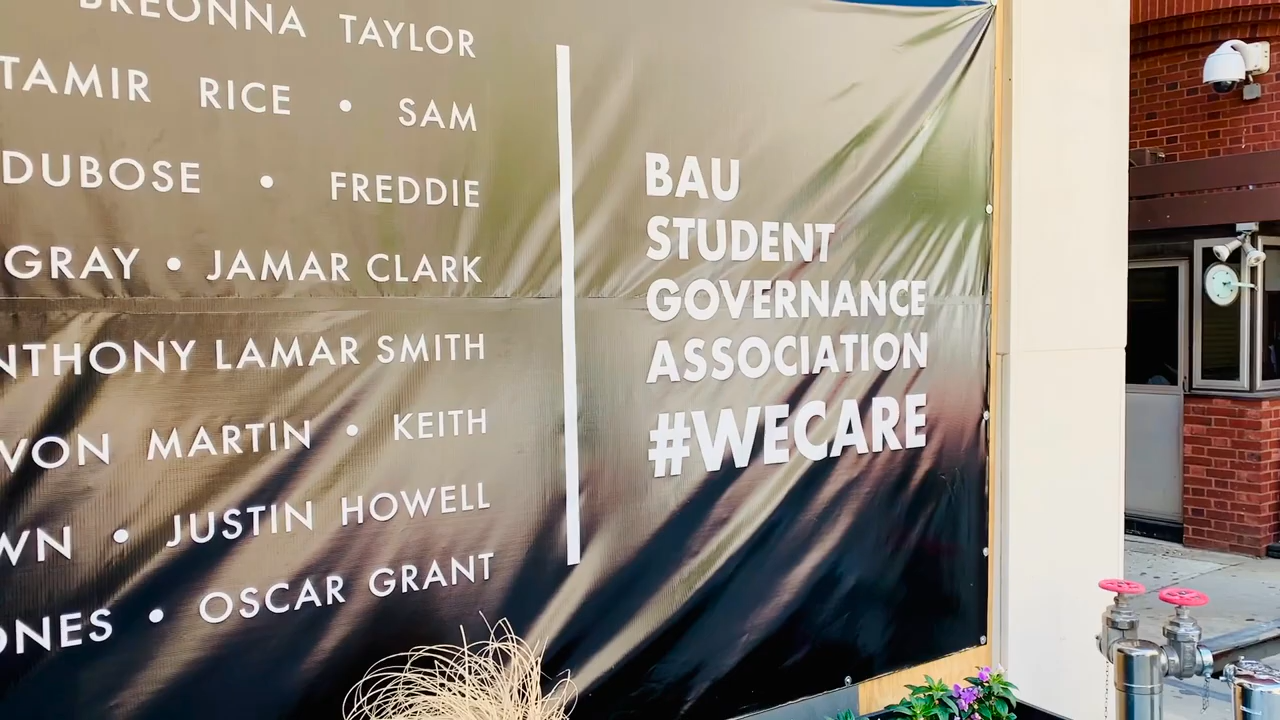 BREONNA TAYLOR
TAMIR RICE • SAM
DUBOSE • FREDDIE
GRAY • JAMAR CLARK
NTHONY LAMAR SMITH
VON MARTIN • KEITH
WN • JUSTIN HOWELL
ONES • OSCAR GRANT
BAU
STUDENT
GOVERNANCE
ASSOCIATION
#WECARE